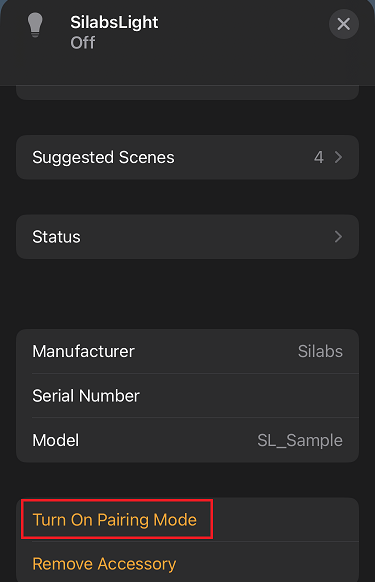 SilabsLight
Off
Suggested Scenes 4
Status
Manufacturer Silabs
Serial Number
Model SL_Sample
Turn On Pairing Mode
Remove Accessory